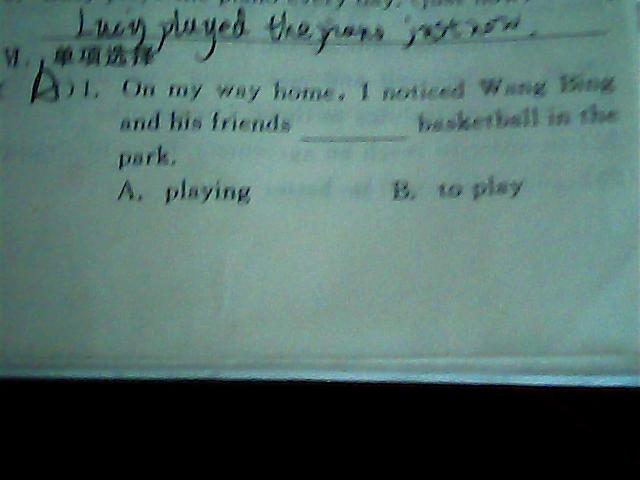 Lucy played the piano just now.
Ⅵ. 单项选择
(A) 1. On my way home, I noticed Wang Bing
and his friends ________ basketball in the
park.
A. playing B. to play